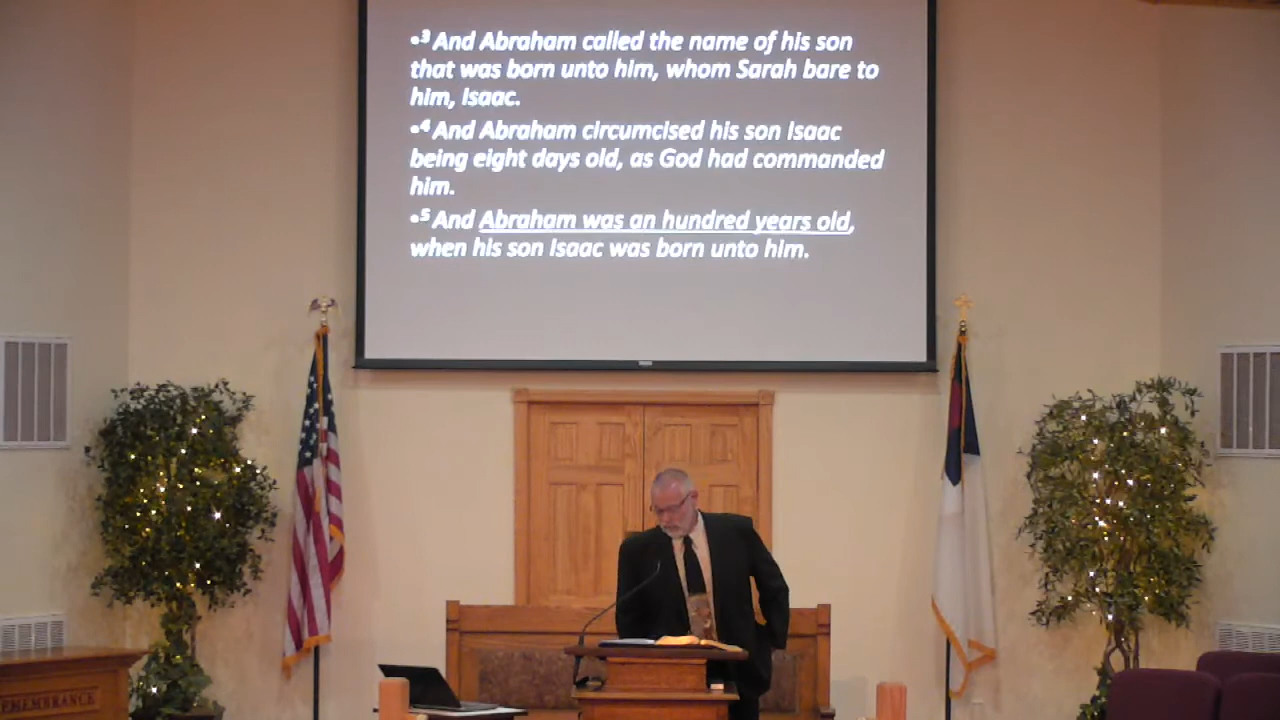 •3 And Abraham called the name of his son
that was born unto him, whom Sarah bare to
him, Isaac.
•4 And Abraham circumcised his son Isaac
being eight days old, as God had commanded
him.
•5 And Abraham was an hundred years old,
when his son Isaac was born unto him.
EMEMBRANCE